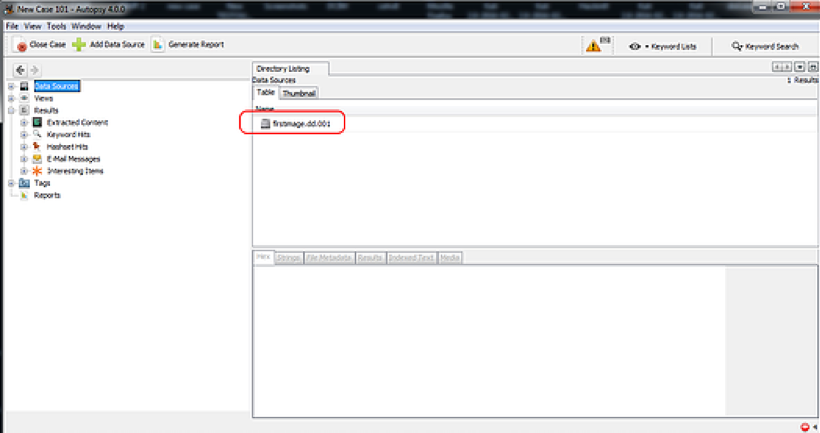 New Case 101 - Autopsy 4.0.0
File View Tools Window Help
Close Case Add Data Source Generate Report Keyword Lists Keyword Search
Directory Listing
Data Sources 1 Results
Table Thumbnail
Name
firstimage.dd.001
Data Sources
Views
Results
Extracted Content
Keyword Hits
Hashset Hits
E-Mail Messages
Interesting Items
Tags
Reports
Hex Strings File Metadata Results Indexed Text Media